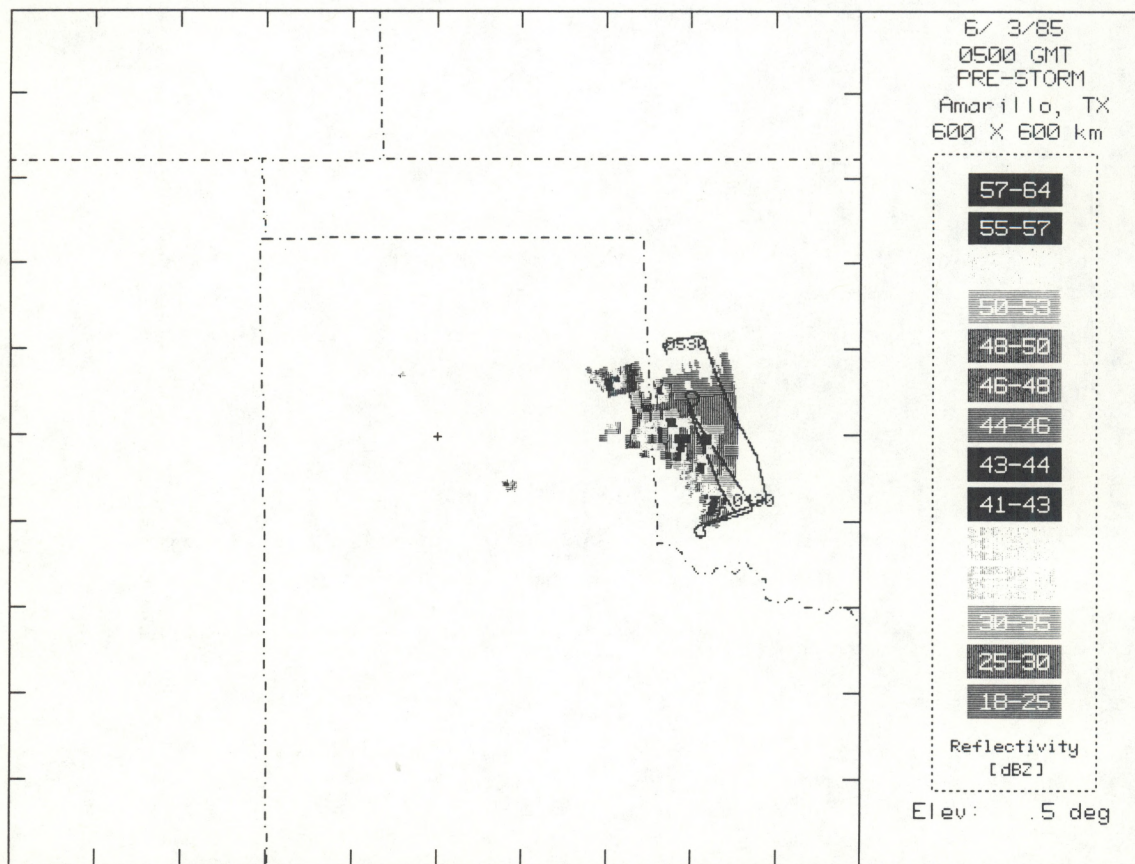 6/ 3/85
0500 GMT
PRE-STORM
Amarillo, TX
600 X 600 km
57-64
55-57
50-53
48-50
46-48
44-46
43-44
41-43
30-35
25-30
18-25
Reflectivity
[dBZ]
Elev: .5 deg
0530
0430